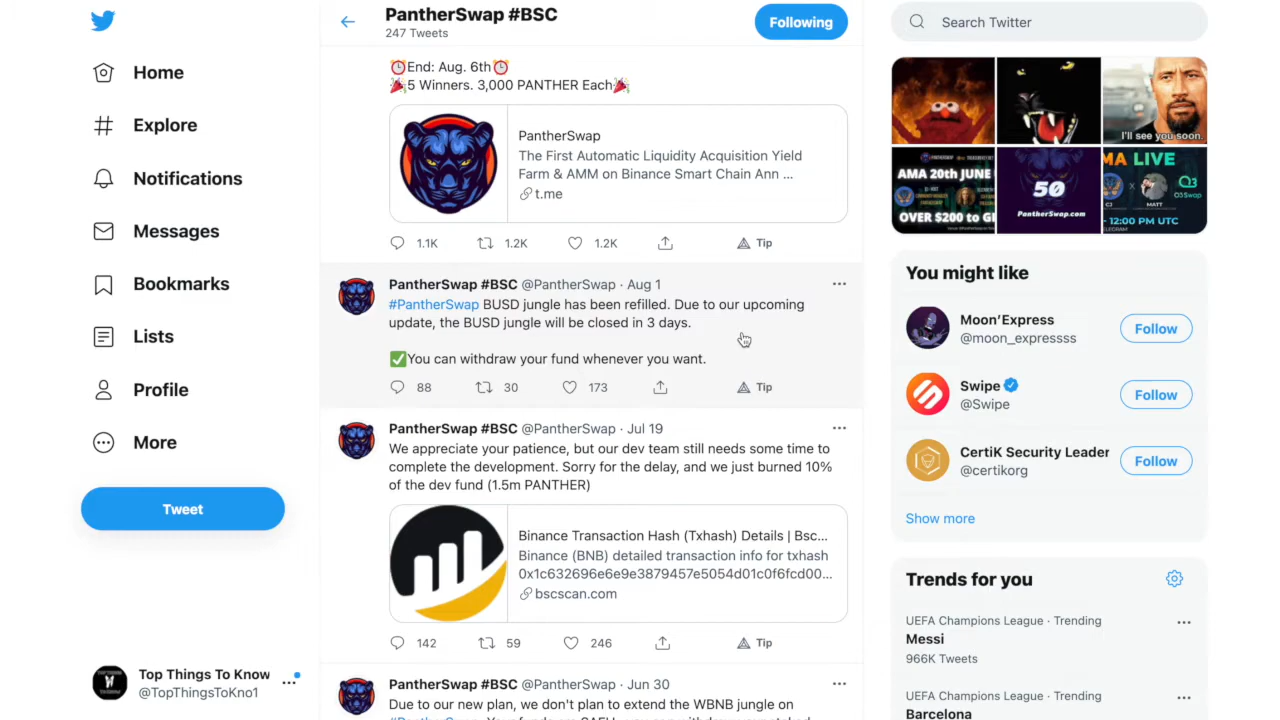 Home
Explore
Notifications
Messages
Bookmarks
Lists
Profile
More
Tweet
Top Things To Know
@TopThingsToKno1
PantherSwap #BSC
247 Tweets
Following
⏰End: Aug. 6th⏰
🎉5 Winners. 3,000 PANTHER Each🎉
PantherSwap
The First Automatic Liquidity Acquisition Yield
Farm & AMM on Binance Smart Chain Ann ...
t.me
1.1K 1.2K 1.2K Tip
PantherSwap #BSC @PantherSwap · Aug 1
#PantherSwap BUSD jungle has been refilled. Due to our upcoming
update, the BUSD jungle will be closed in 3 days.
✅You can withdraw your fund whenever you want.
88 30 173 Tip
PantherSwap #BSC @PantherSwap · Jul 19
We appreciate your patience, but our dev team still needs some time to
complete the development. Sorry for the delay, and we just burned 10%
of the dev fund (1.5m PANTHER)
Binance Transaction Hash (Txhash) Details | Bsc...
Binance (BNB) detailed transaction info for txhash
0x1c632696e6e9e3879457e5054d01c0f6fcd00...
bscscan.com
142 59 246 Tip
PantherSwap #BSC @PantherSwap · Jun 30
Due to our new plan, we don't plan to extend the WBNB jungle on
Search Twitter
I'll see you soon.
AMA 20th JUNE
OVER $200 to GI
50
PantherSwap.com
MA LIVE
CJ
MATT
O3Swap
- 12:00 PM UTC
You might like
Moon'Express
@moon_expressss
Follow
Swipe
@Swipe
Follow
CertiK Security Leader
@certikorg
Follow
Show more
Trends for you
UEFA Champions League · Trending
Messi
966K Tweets
UEFA Champions League · Trending
Barcelona